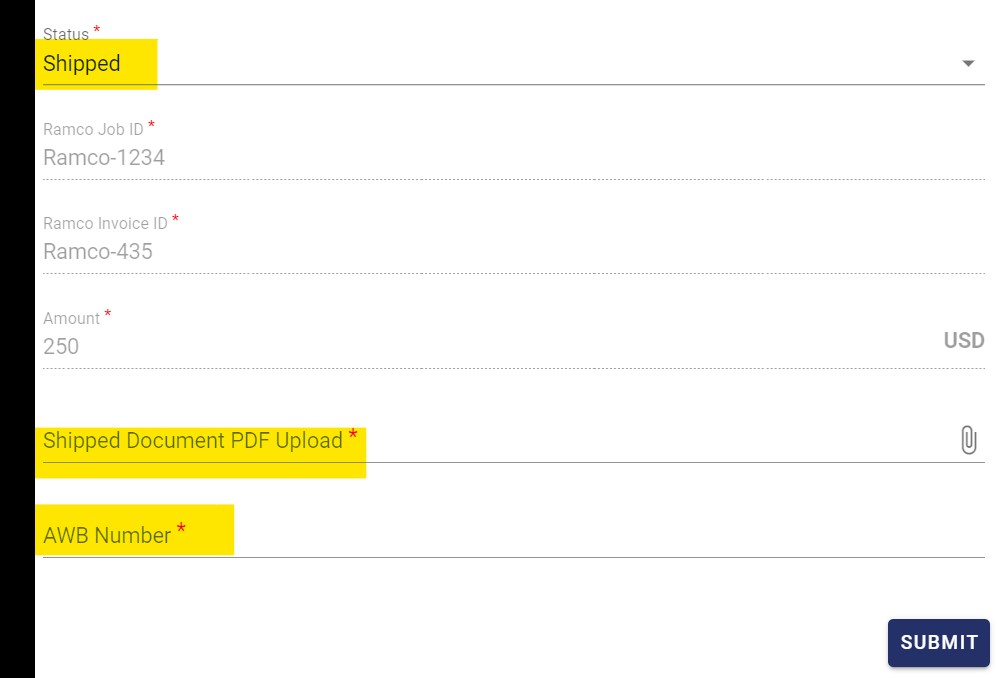 Status *
Shipped
Ramco Job ID *
Ramco-1234
Ramco Invoice ID *
Ramco-435
Amount *
250 USD
Shipped Document PDF Upload *
AWB Number *
SUBMIT